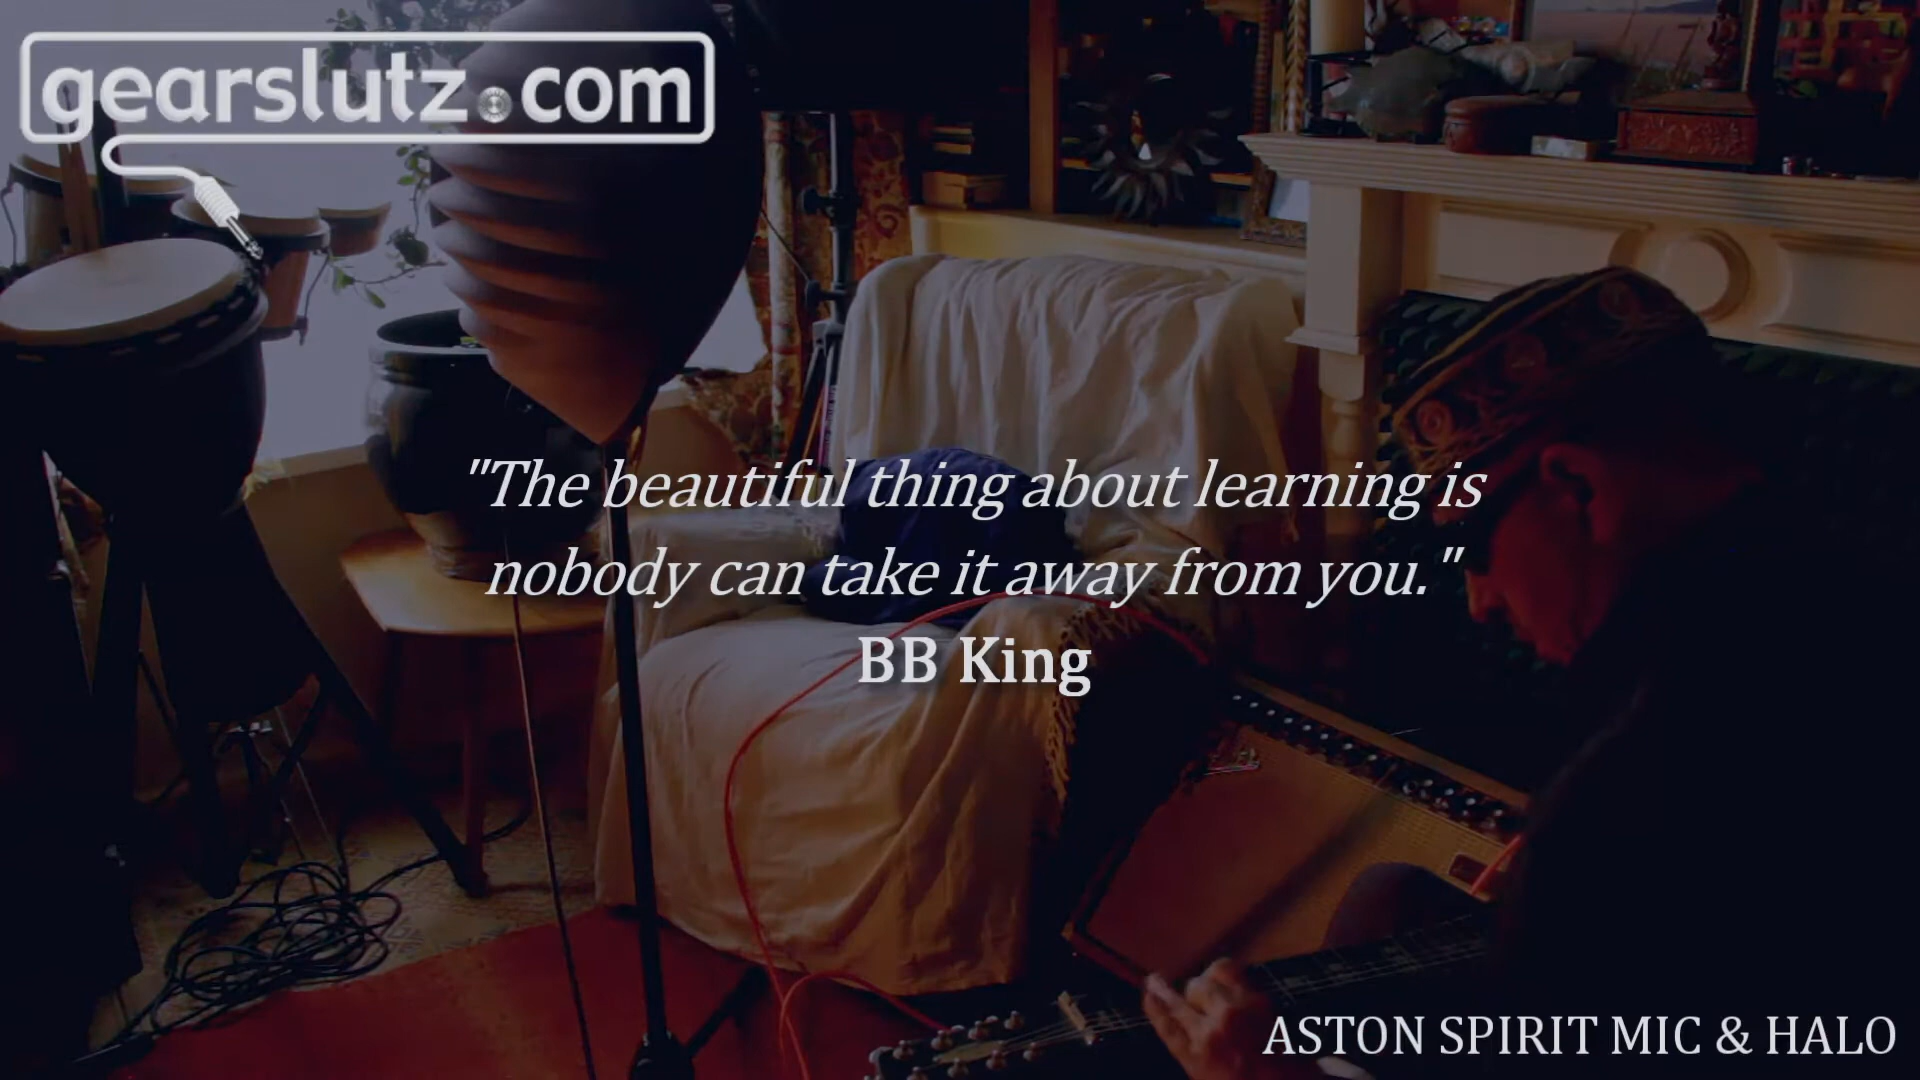 gearslutz.com
"The beautiful thing about learning is
nobody can take it away from you."
BB King
ASTON SPIRIT MIC & HALO